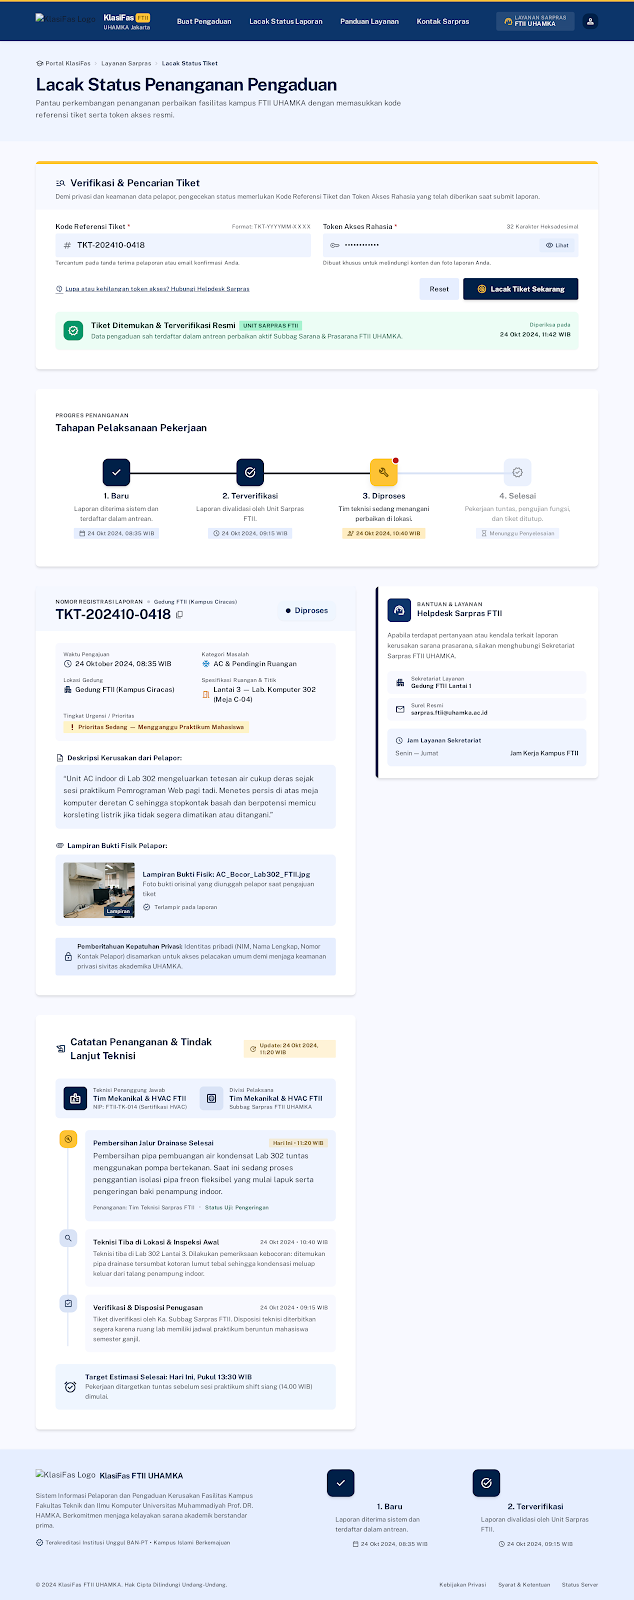 KlasiFas Logo
KlasiFas FTII
UHAMKA Jakarta
Buat Pengaduan
Lacak Status Laporan
Panduan Layanan
Kontak Sarpras
LAYANAN SARPRAS
FTII UHAMKA
Portal KlasiFas > Layanan Sarpras > Lacak Status Tiket
Lacak Status Penanganan Pengaduan
Pantau perkembangan penanganan perbaikan fasilitas kampus FTII UHAMKA dengan memasukkan kode
referensi tiket serta token akses resmi.
Verifikasi & Pencarian Tiket
Demi privasi dan keamanan data pelapor, pengecekan status memerlukan Kode Referensi Tiket dan Token Akses Rahasia yang telah diberikan saat submit laporan.
Kode Referensi Tiket *
Format: TKT-YYYYMM-XXXX
# TKT-202410-0418
Tercantum pada tanda terima pelaporan atau email konfirmasi Anda.
Token Akses Rahasia *
32 Karakter Heksadesimal
••••••••••••
Lihat
Dibuat khusus untuk melindungi konten dan foto laporan Anda.
Lupa atau kehilangan token akses? Hubungi Helpdesk Sarpras
Reset
Lacak Tiket Sekarang
Tiket Ditemukan & Terverifikasi Resmi
UNIT SARPRAS FTII
Data pengaduan sah terdaftar dalam antrean perbaikan aktif Subbag Sarana & Prasarana FTII UHAMKA.
Diperiksa pada
24 Okt 2024, 11:42 WIB
PROGRES PENANGANAN
Tahapan Pelaksanaan Pekerjaan
1. Baru
Laporan diterima sistem dan
terdaftar dalam antrean.
24 Okt 2024, 08:35 WIB
2. Terverifikasi
Laporan divalidasi oleh Unit Sarpras
FTII.
24 Okt 2024, 09:15 WIB
3. Diproses
Tim teknisi sedang menangani
perbaikan di lokasi.
24 Okt 2024, 10:40 WIB
4. Selesai
Pekerjaan tuntas, pengujian fungsi,
dan tiket ditutup.
Menunggu Penyelesaian
NOMOR REGISTRASI LAPORAN • Gedung FTII (Kampus Ciracas)
TKT-202410-0418
Diproses
Waktu Pengajuan
24 Oktober 2024, 08:35 WIB
Kategori Masalah
AC & Pendingin Ruangan
Lokasi Gedung
Gedung FTII (Kampus Ciracas)
Spesifikasi Ruangan & Titik
Lantai 3 — Lab. Komputer 302
(Meja C-04)
Tingkat Urgensi / Prioritas
! Prioritas Sedang — Mengganggu Praktikum Mahasiswa
Deskripsi Kerusakan dari Pelapor:
"Unit AC indoor di Lab 302 mengeluarkan tetesan air cukup deras sejak
sesi praktikum Pemrograman Web pagi tadi. Menetes persis di atas meja
komputer deretan C sehingga stopkontak basah dan berpotensi memicu
korsleting listrik jika tidak segera dimatikan atau ditangani."
Lampiran Bukti Fisik Pelapor:
Lampiran
Lampiran Bukti Fisik: AC_Bocor_Lab302_FTII.jpg
Foto bukti orisinal yang diunggah pelapor saat pengajuan
tiket
Terlampir pada laporan
Pemberitahuan Kepatuhan Privasi: Identitas pribadi (NIM, Nama Lengkap, Nomor
Kontak Pelapor) disamarkan untuk akses pelacakan umum demi menjaga keamanan
privasi sivitas akademika UHAMKA.
BANTUAN & LAYANAN
Helpdesk Sarpras FTII
Apabila terdapat pertanyaan atau kendala terkait laporan
kerusakan sarana prasarana, silakan menghubungi Sekretariat
Sarpras FTII UHAMKA.
Sekretariat Layanan
Gedung FTII Lantai 1
Surel Resmi
sarpras.ftii@uhamka.ac.id
Jam Layanan Sekretariat
Senin — Jumat
Jam Kerja Kampus FTII
Catatan Penanganan & Tindak
Lanjut Teknisi
Update: 24 Okt 2024,
11:20 WIB
Teknisi Penanggung Jawab
Tim Mekanikal & HVAC FTII
NIP: FTII-TK-014 (Sertifikasi HVAC)
Divisi Pelaksana
Tim Mekanikal & HVAC FTII
Subbag Sarpras FTII UHAMKA
Pembersihan Jalur Drainase Selesai
Hari Ini • 11:20 WIB
Pembersihan pipa pembuangan air kondensat Lab 302 tuntas
menggunakan pompa bertekanan. Saat ini sedang proses
penggantian isolasi pipa freon fleksibel yang mulai lapuk serta
pengeringan baki penampung indoor.
Penanganan: Tim Teknisi Sarpras FTII • Status Uji: Pengeringan
Teknisi Tiba di Lokasi & Inspeksi Awal
24 Okt 2024 • 10:40 WIB
Teknisi tiba di Lab 302 Lantai 3. Dilakukan pemeriksaan kebocoran: ditemukan
pipa drainase tersumbat kotoran lumut tebal sehingga kondensasi meluap
keluar dari talang penampung indoor.
Verifikasi & Disposisi Penugasan
24 Okt 2024 • 09:15 WIB
Tiket diverifikasi oleh Ka. Subbag Sarpras FTII. Disposisi teknisi diterbitkan
segera karena ruang lab memiliki jadwal praktikum beruntun mahasiswa
semester ganjil.
Target Estimasi Selesai: Hari Ini, Pukul 13:30 WIB
Pekerjaan ditargetkan tuntas sebelum sesi praktikum shift siang (14.00 WIB)
dimulai.
KlasiFas Logo
KlasiFas FTII UHAMKA
Sistem Informasi Pelaporan dan Pengaduan Kerusakan Fasilitas Kampus
Fakultas Teknik dan Ilmu Komputer Universitas Muhammadiyah Prof. DR.
HAMKA. Berkomitmen menjaga kelayakan sarana akademik berstandar
prima.
Terakreditasi Institusi Unggul BAN-PT • Kampus Islami Berkemajuan
1. Baru
Laporan diterima sistem dan
terdaftar dalam antrean.
24 Okt 2024, 08:35 WIB
2. Terverifikasi
Laporan divalidasi oleh Unit Sarpras
FTII.
24 Okt 2024, 09:15 WIB
© 2024 KlasiFas FTII UHAMKA. Hak Cipta Dilindungi Undang-Undang.
Kebijakan Privasi
Syarat & Ketentuan
Status Server